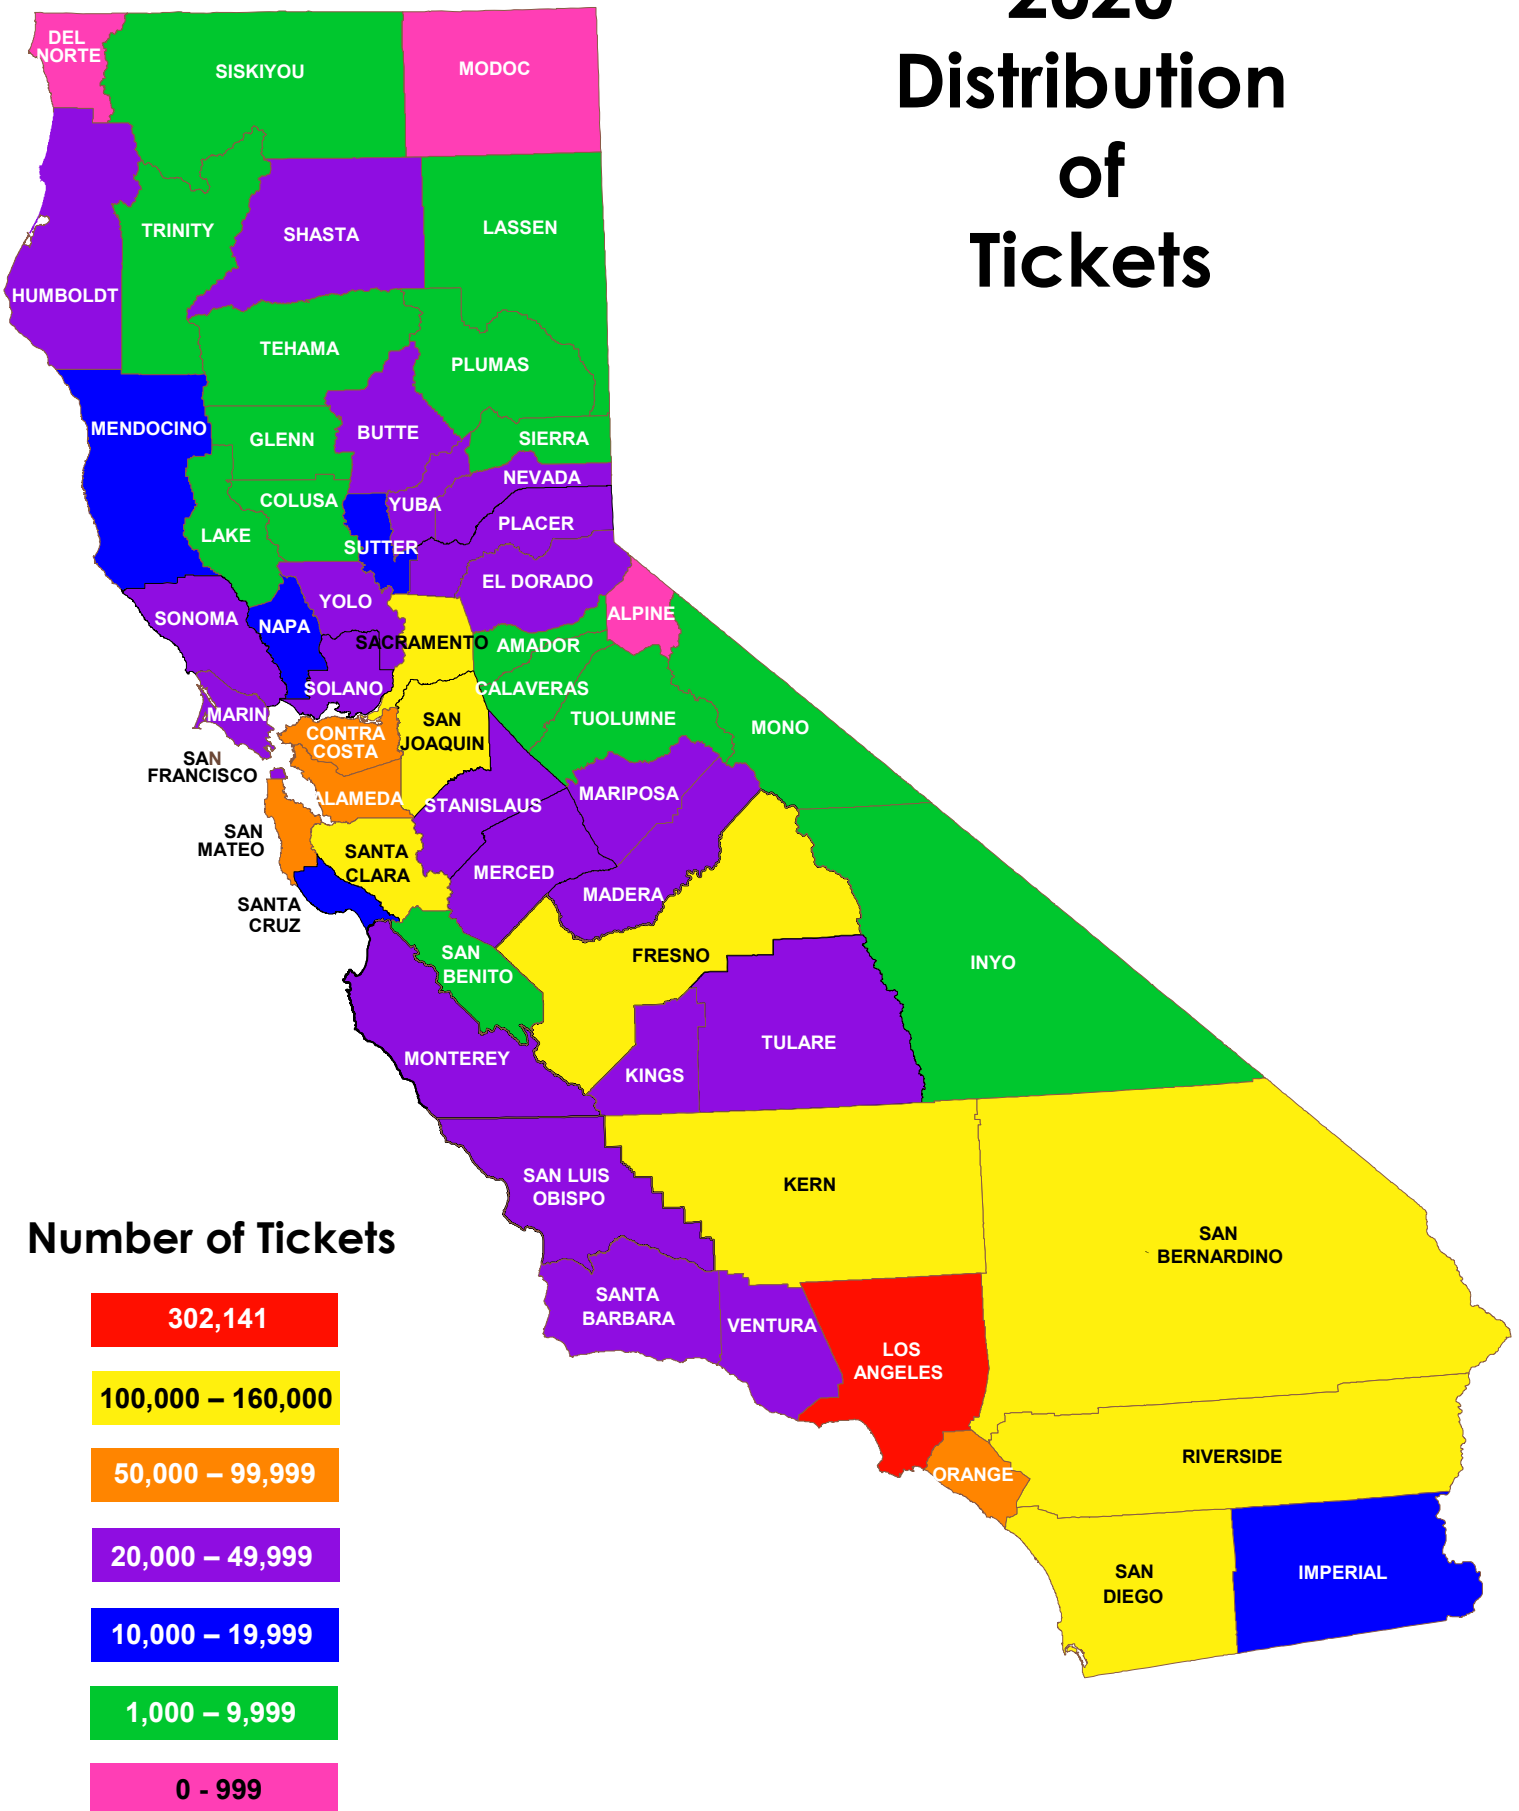 2020
Distribution
of
Tickets
DEL
NORTE
SISKIYOU
MODOC
TRINITY
SHASTA
LASSEN
HUMBOLDT
TEHAMA
PLUMAS
MENDOCINO
GLENN
BUTTE
SIERRA
NEVADA
COLUSA
YUBA
PLACER
LAKE
SUTTER
EL DORADO
YOLO
SONOMA
NAPA
ALPINE
SACRAMENTO
AMADOR
SOLANO
CALAVERAS
MARIN
TUOLUMNE
MONO
CONTRA
COSTA
SAN
JOAQUIN
SAN
FRANCISCO
ALAMEDA
STANISLAUS
MARIPOSA
SAN
MATEO
SANTA
CLARA
MERCED
MADERA
SANTA
CRUZ
SAN
BENITO
FRESNO
INYO
MONTEREY
KINGS
TULARE
SAN LUIS
OBISPO
KERN
SAN
BERNARDINO
SANTA
BARBARA
VENTURA
LOS
ANGELES
ORANGE
RIVERSIDE
SAN
DIEGO
IMPERIAL
Number of Tickets
302,141
100,000 – 160,000
50,000 – 99,999
20,000 – 49,999
10,000 – 19,999
1,000 – 9,999
0 - 999